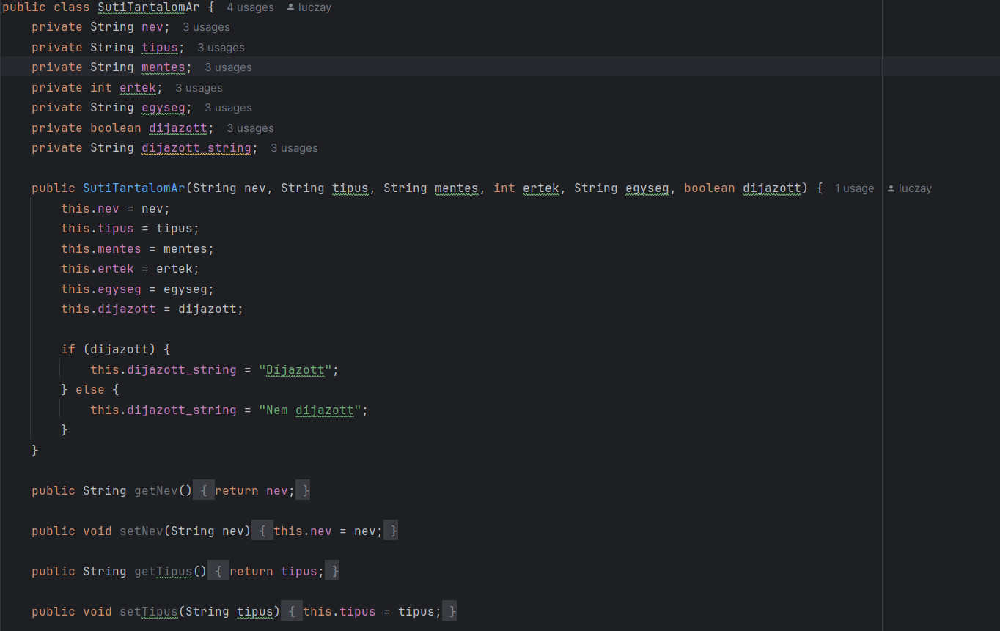 public class SutiTartalomAr { 4 usages luczay
private String nev; 3 usages
private String tipus; 3 usages
private String mentes; 3 usages
private int ertek; 3 usages
private String egyseg; 3 usages
private boolean dijazott; 3 usages
private String dijazott_string; 3 usages
public SutiTartalomAr(String nev, String tipus, String mentes, int ertek, String egyseg, boolean dijazott) { 1 usage luczay
this.nev = nev;
this.tipus = tipus;
this.mentes = mentes;
this.ertek = ertek;
this.egyseg = egyseg;
this.dijazott = dijazott;
if (dijazott) {
this.dijazott_string = "Díjazott";
} else {
this.dijazott_string = "Nem díjazott";
}
}
public String getNev() { return nev; }
public void setNev(String nev) { this.nev = nev; }
public String getTipus() { return tipus; }
public void setTipus(String tipus) { this.tipus = tipus; }